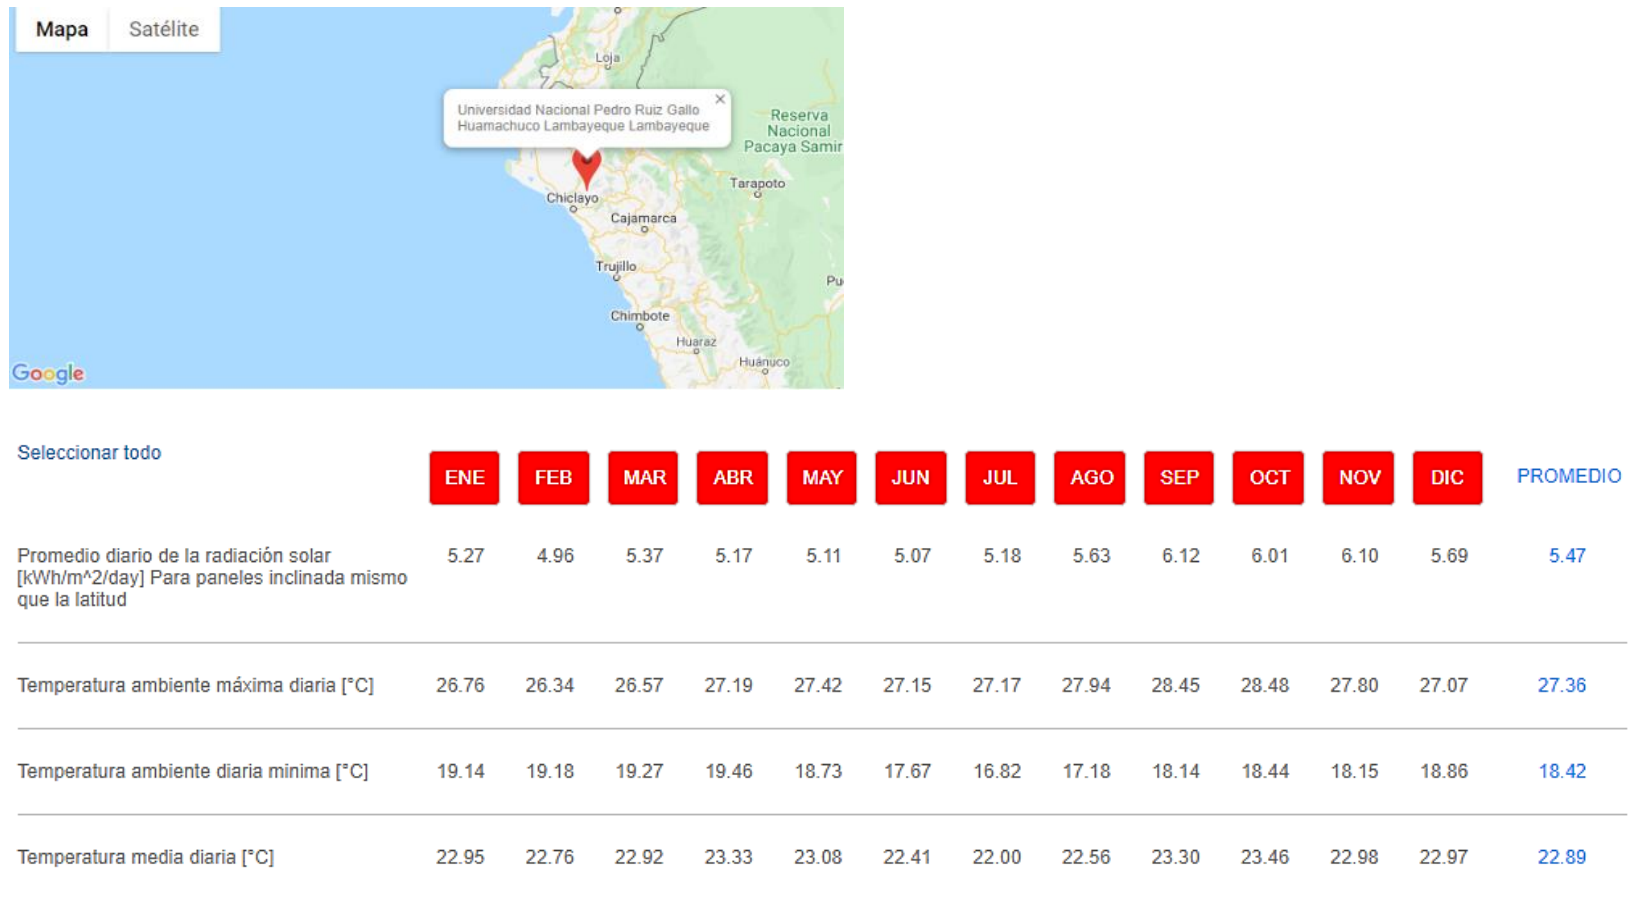 Mapa Satélite
Loja
Universidad Nacional Pedro Ruiz Gallo
Huamachuco Lambayeque Lambayeque
Reserva
Nacional
Pacaya Samir
Tarapoto
Chiclayo
Cajamarca
Trujillo
Pu
Chimbote
Huaraz
Huánuco
Google
Seleccionar todo
ENE FEB MAR ABR MAY JUN JUL AGO SEP OCT NOV DIC PROMEDIO
Promedio diario de la radiación solar 5.27 4.96 5.37 5.17 5.11 5.07 5.18 5.63 6.12 6.01 6.10 5.69 5.47
[kWh/m^2/day] Para paneles inclinada mismo
que la latitud
Temperatura ambiente máxima diaria [°C] 26.76 26.34 26.57 27.19 27.42 27.15 27.17 27.94 28.45 28.48 27.80 27.07 27.36
Temperatura ambiente diaria minima [°C] 19.14 19.18 19.27 19.46 18.73 17.67 16.82 17.18 18.14 18.44 18.15 18.86 18.42
Temperatura media diaria [°C] 22.95 22.76 22.92 23.33 23.08 22.41 22.00 22.56 23.30 23.46 22.98 22.97 22.89